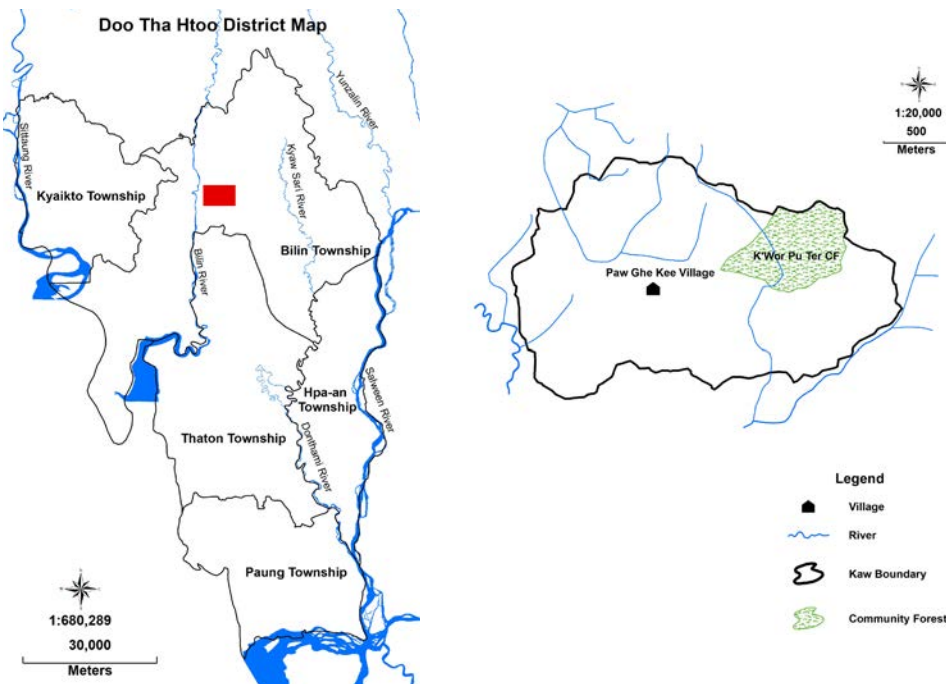 Doo Tha Htoo District Map
Sittaung River
Yunzalin River
Kyaw Sari River
Kyaikto Township
Bilin River
Bilin Township
Hpa-an
Township
Salween River
Thaton Township
Donthami River
Paung Township
1:680,289
30,000
Meters
1:20,000
500
Meters
K'Wor Pu Ter CF
Paw Ghe Kee Village
Legend
Village
River
Kaw Boundary
Community Forest